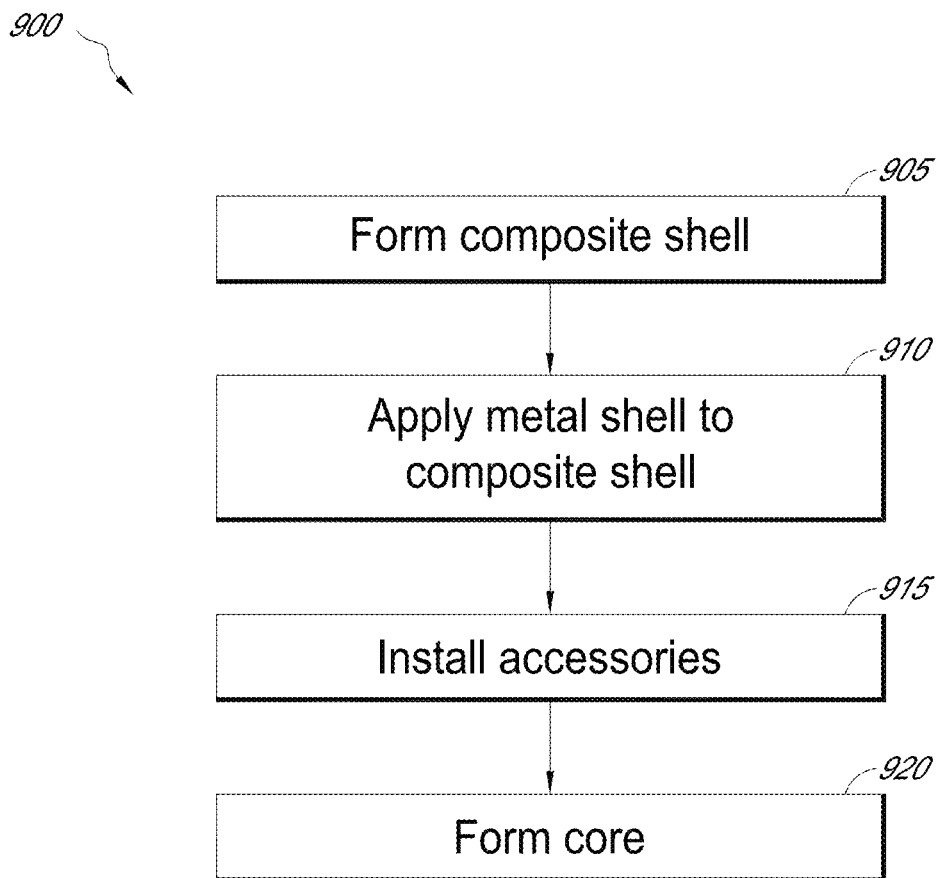 900
905
Form composite shell
910
Apply metal shell to
composite shell
915
Install accessories
920
Form core